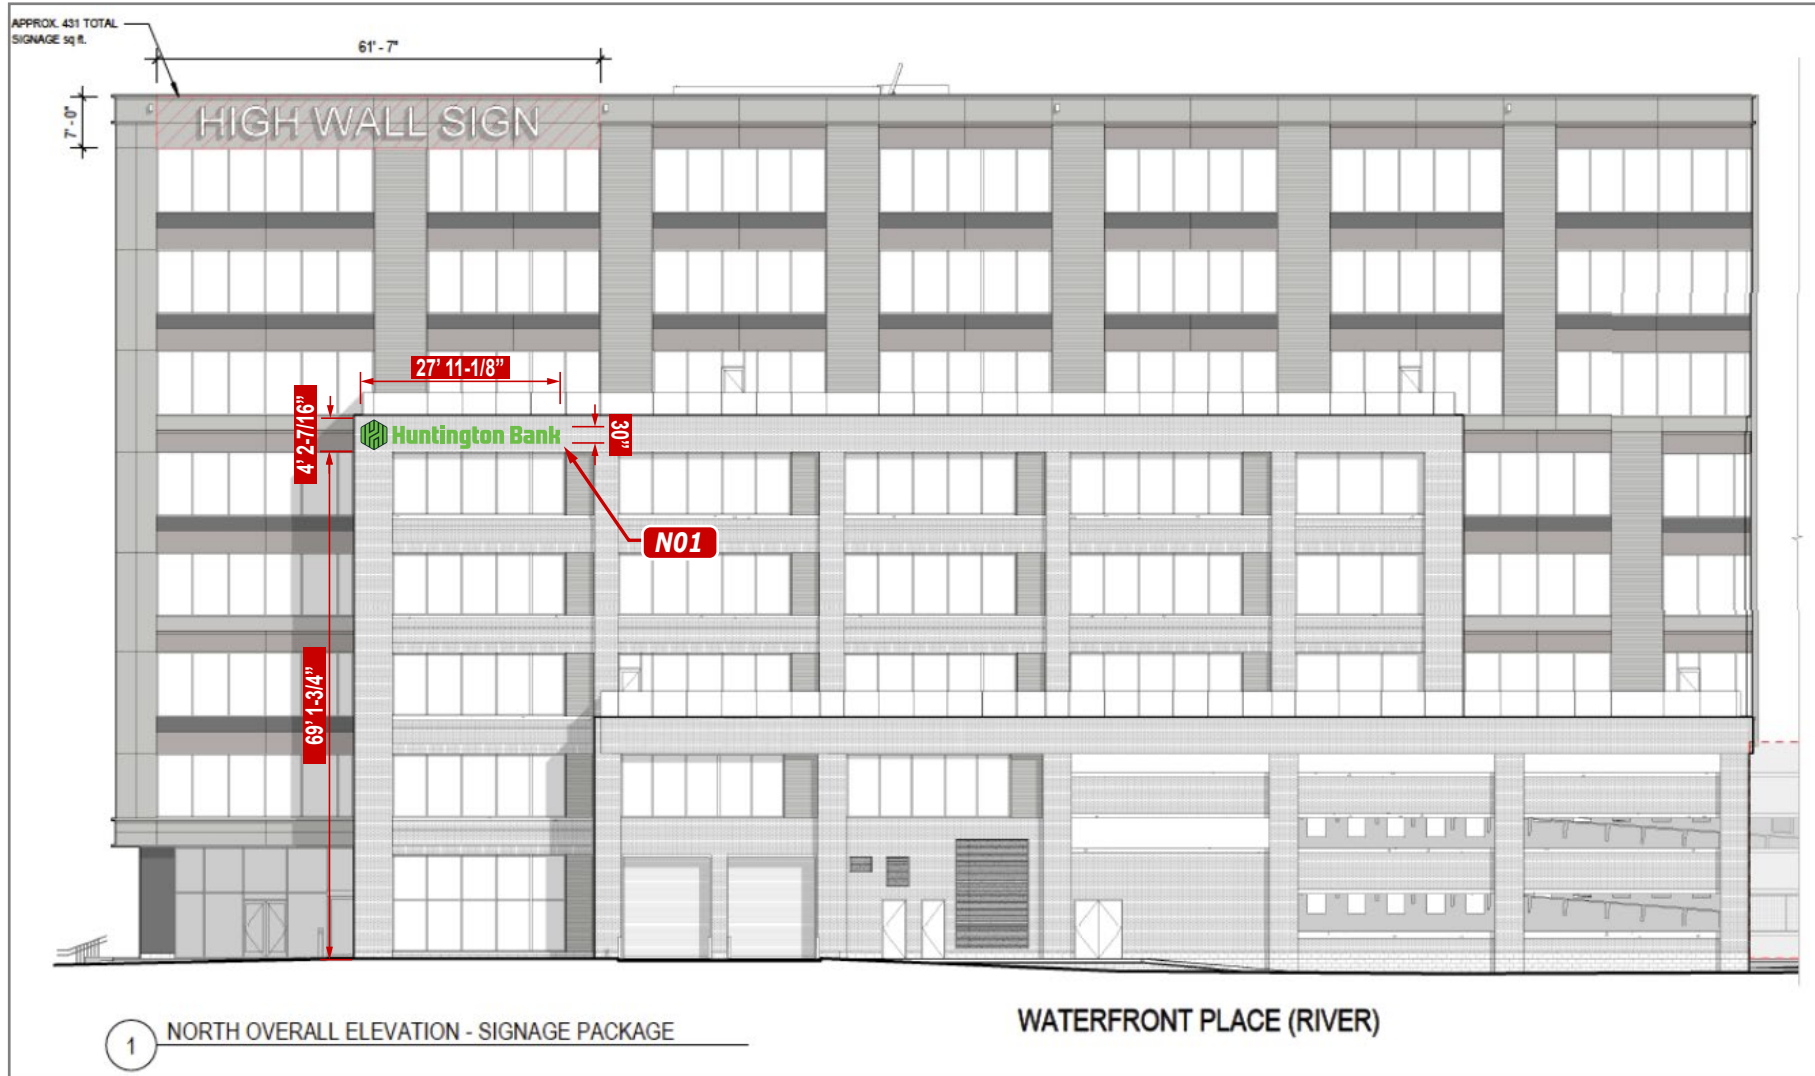 APPROX. 431 TOTAL
SIGNAGE sq ft.
61' - 7"
7' - 0"
HIGH WALL SIGN
27' 11-1/8”
4' 2-7/16”
Huntington Bank
30”
N01
69' 1-3/4”
1
NORTH OVERALL ELEVATION - SIGNAGE PACKAGE
WATERFRONT PLACE (RIVER)